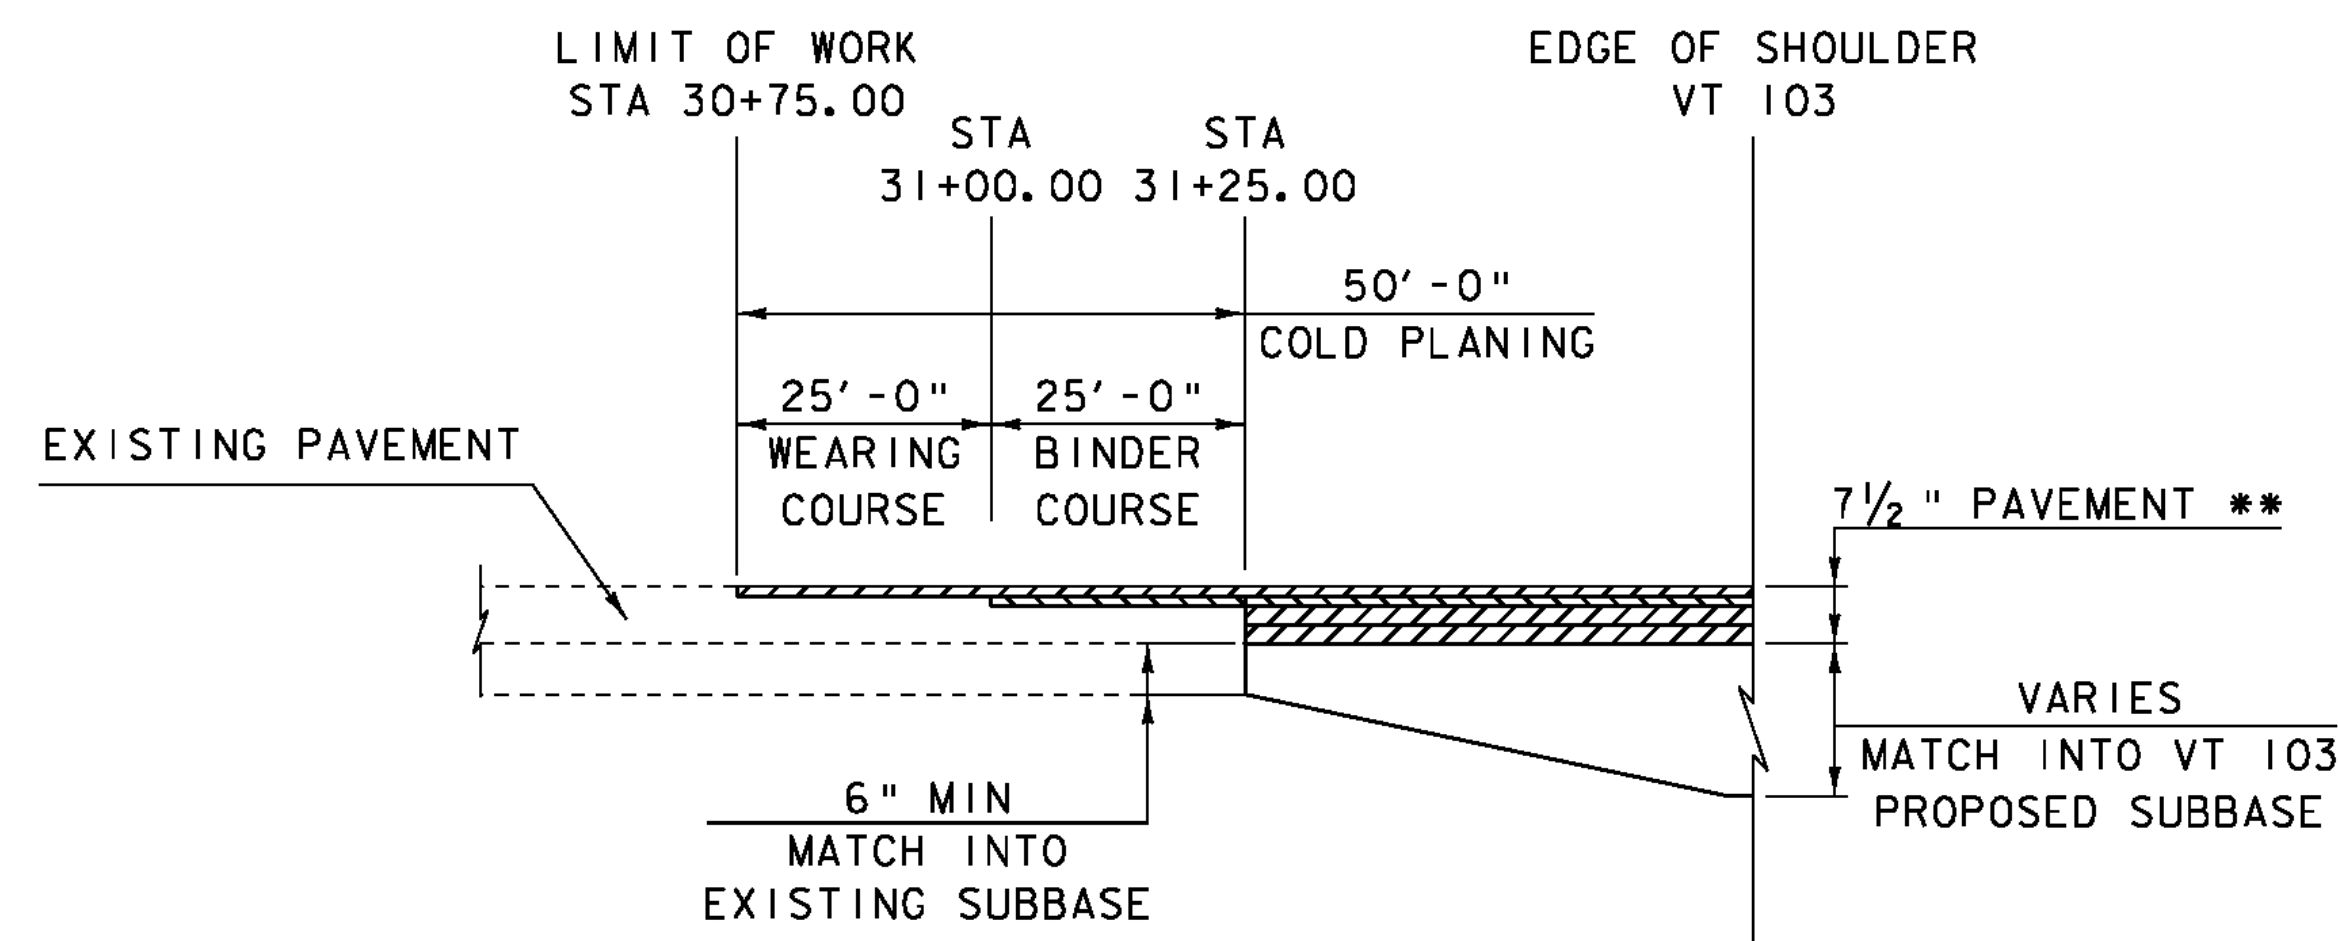 LIMIT OF WORK
STA 30+75.00
EDGE OF SHOULDER
VT 103
STA
31+00.00
STA
31+25.00
50'-0"
COLD PLANING
25'-0"
WEARING
COURSE
25'-0"
BINDER
COURSE
EXISTING PAVEMENT
7 1/2" PAVEMENT **
VARIES
MATCH INTO VT 103
PROPOSED SUBBASE
6" MIN
MATCH INTO
EXISTING SUBBASE